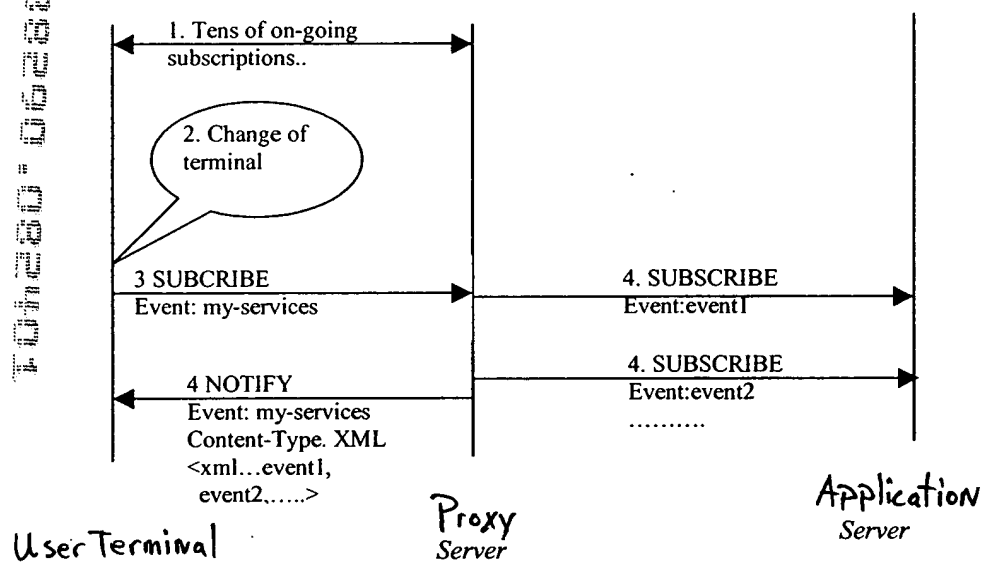 1. Tens of on-going
subscriptions..
2. Change of
terminal
3 SUBCRIBE
Event: my-services
4. SUBSCRIBE
Event:event1
4. SUBSCRIBE
Event:event2
..........
4 NOTIFY
Event: my-services
Content-Type. XML
<xml...event1,
event2,.....>
User Terminal
Proxy
Server
Application
Server